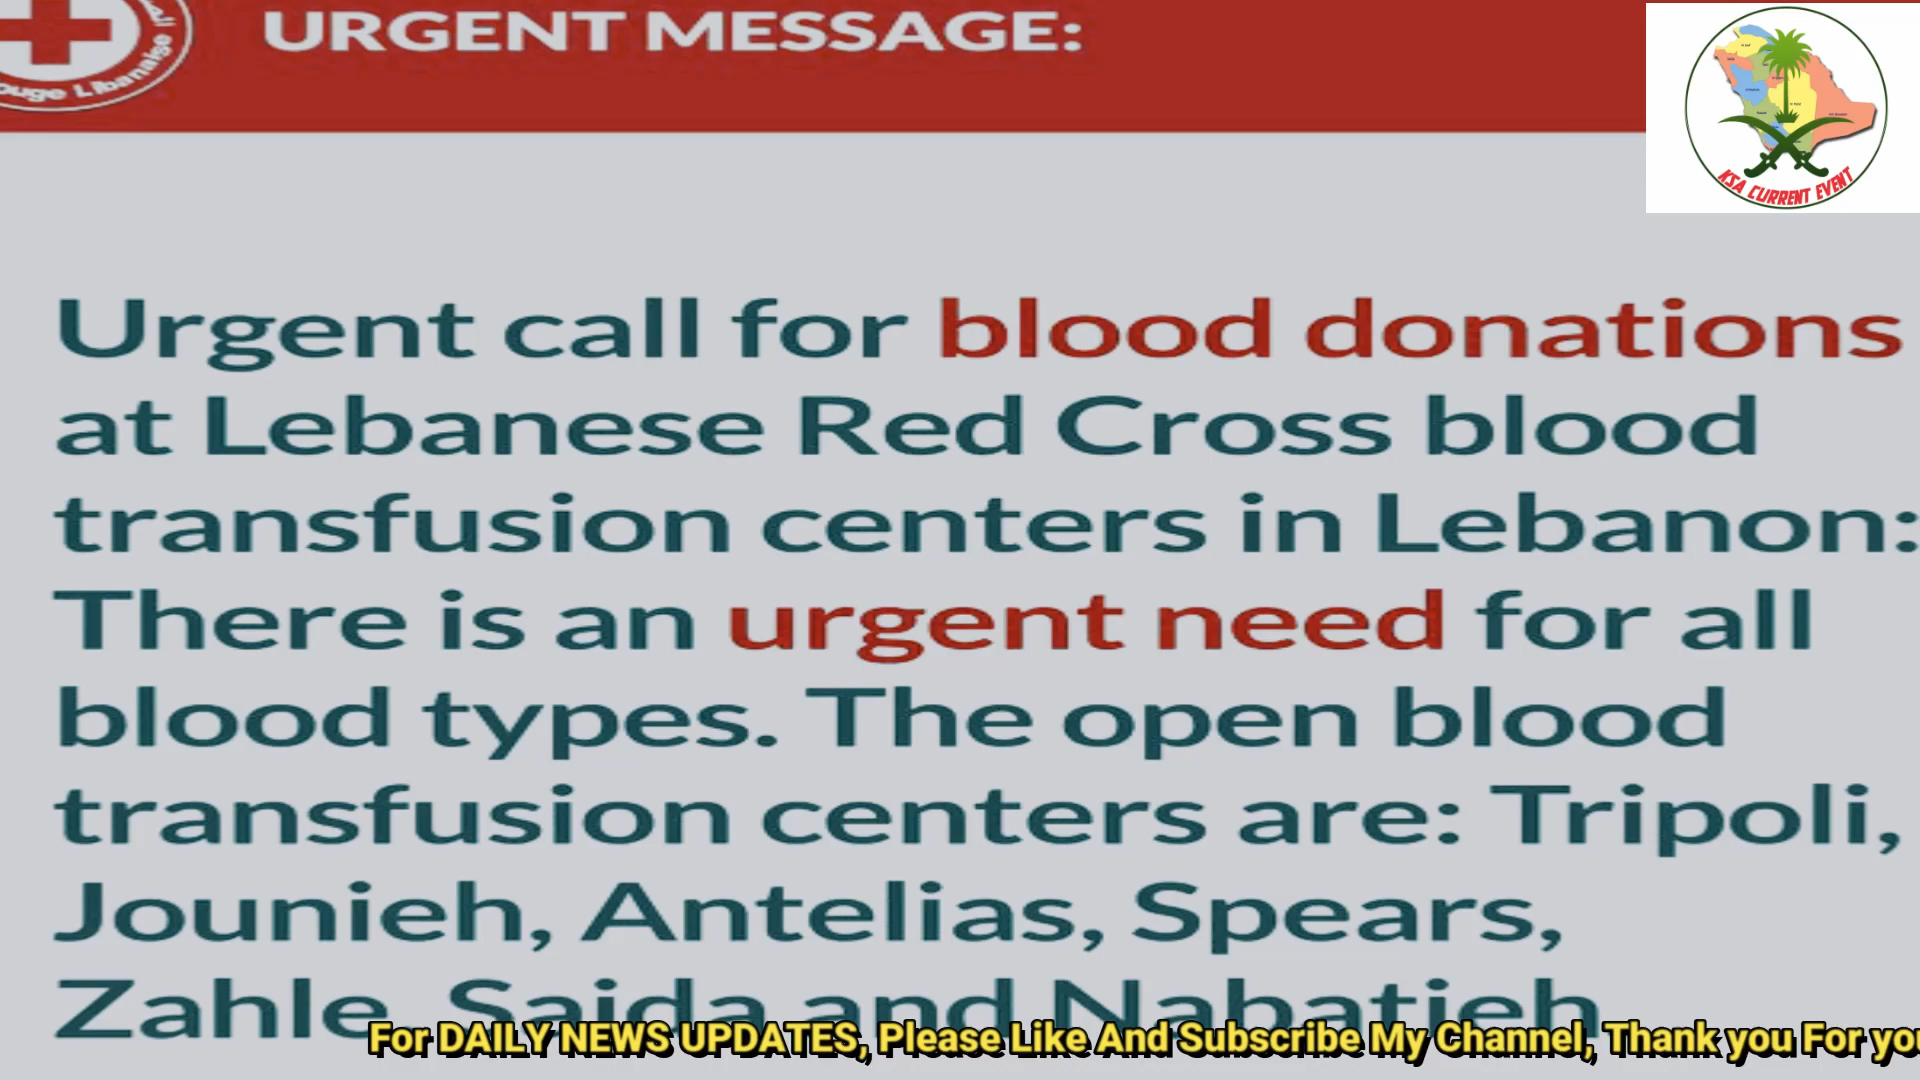 URGENT MESSAGE:
ouge Libanaise
KSA CURRENT EVENT
Urgent call for blood donations
at Lebanese Red Cross blood
transfusion centers in Lebanon:
There is an urgent need for all
blood types. The open blood
transfusion centers are: Tripoli,
Jounieh, Antelias, Spears,
Zahle, Saida and Nabatieh
For DAILY NEWS UPDATES, Please Like And Subscribe My Channel, Thank you For you